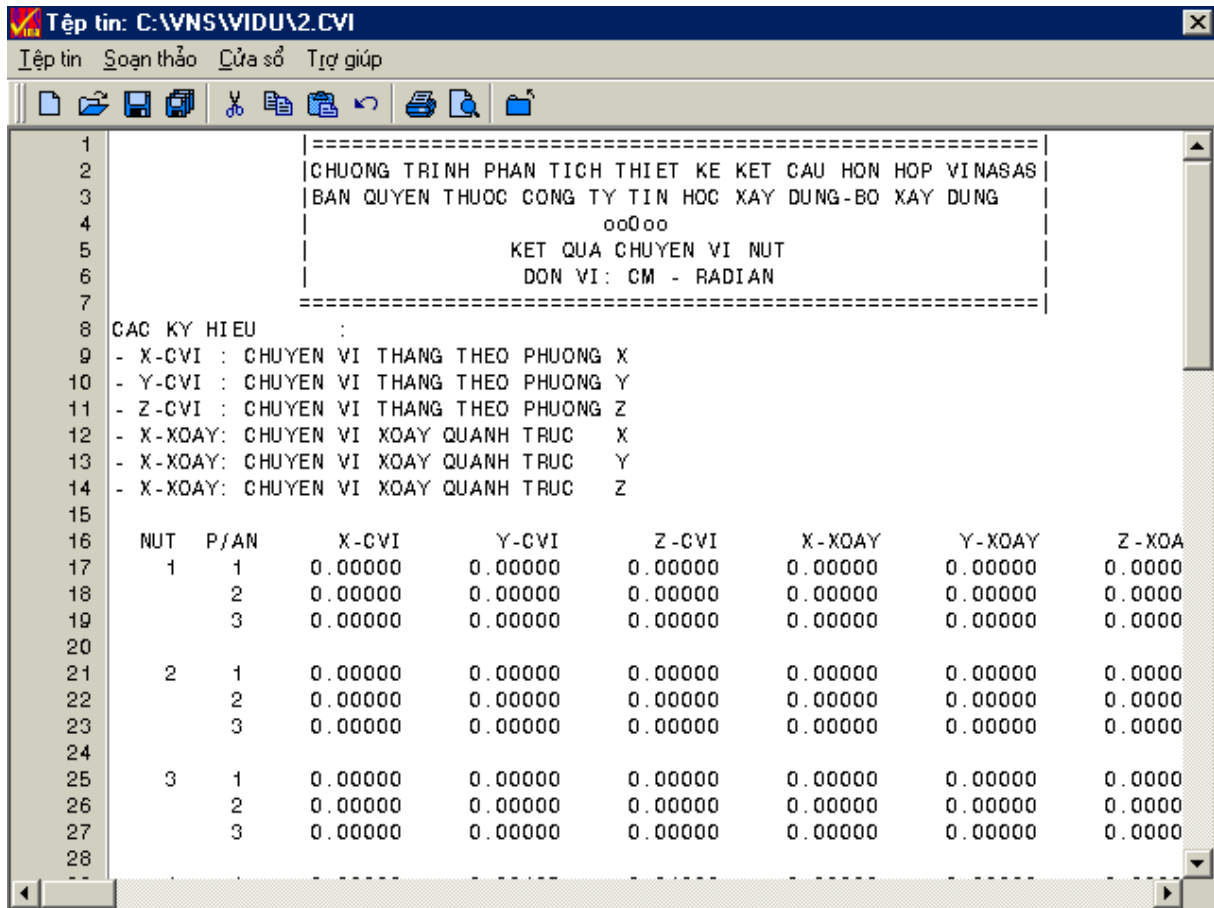 Tệp tin: C:\VNS\VIDU\2.CVI
Tệp tin Soạn thảo Cửa sổ Trợ giúp
1 |=======================================================|
2 |CHUONG TRINH PHAN TICH THIET KE KET CAU HON HOP VINASAS|
3 |BAN QUYEN THUOC CONG TY TIN HOC XAY DUNG-BO XAY DUNG |
4 | ooOoo |
5 | KET QUA CHUYEN VI NUT |
6 | DON VI: CM - RADIAN |
7 ========================================================|
8 CAC KY HIEU :
9 - X-CVI : CHUYEN VI THANG THEO PHUONG X
10 - Y-CVI : CHUYEN VI THANG THEO PHUONG Y
11 - Z-CVI : CHUYEN VI THANG THEO PHUONG Z
12 - X-XOAY: CHUYEN VI XOAY QUANH TRUC X
13 - X-XOAY: CHUYEN VI XOAY QUANH TRUC Y
14 - X-XOAY: CHUYEN VI XOAY QUANH TRUC Z
15
16 NUT P/AN X-CVI Y-CVI Z-CVI X-XOAY Y-XOAY Z-XOA
17 1 1 0.00000 0.00000 0.00000 0.00000 0.00000 0.0000
18 2 0.00000 0.00000 0.00000 0.00000 0.00000 0.0000
19 3 0.00000 0.00000 0.00000 0.00000 0.00000 0.0000
20
21 2 1 0.00000 0.00000 0.00000 0.00000 0.00000 0.0000
22 2 0.00000 0.00000 0.00000 0.00000 0.00000 0.0000
23 3 0.00000 0.00000 0.00000 0.00000 0.00000 0.0000
24
25 3 1 0.00000 0.00000 0.00000 0.00000 0.00000 0.0000
26 2 0.00000 0.00000 0.00000 0.00000 0.00000 0.0000
27 3 0.00000 0.00000 0.00000 0.00000 0.00000 0.0000
28